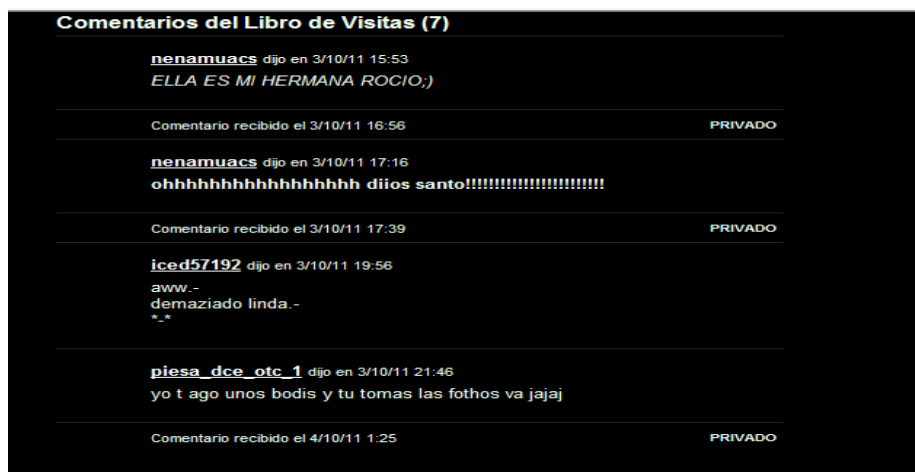 Comentarios del Libro de Visitas (7)
nenamuacs dijo en 3/10/11 15:53
ELLA ES MI HERMANA ROCIO;)
Comentario recibido el 3/10/11 16:56 PRIVADO
nenamuacs dijo en 3/10/11 17:16
ohhhhhhhhhhhhhhhhhh diios santo!!!!!!!!!!!!!!!!!!!!!!!!
Comentario recibido el 3/10/11 17:39 PRIVADO
iced57192 dijo en 3/10/11 19:56
aww.-
demaziado linda.-
*-*
piesa_dce_otc_1 dijo en 3/10/11 21:46
yo t ago unos bodis y tu tomas las fothos va jajaj
Comentario recibido el 4/10/11 1:25 PRIVADO